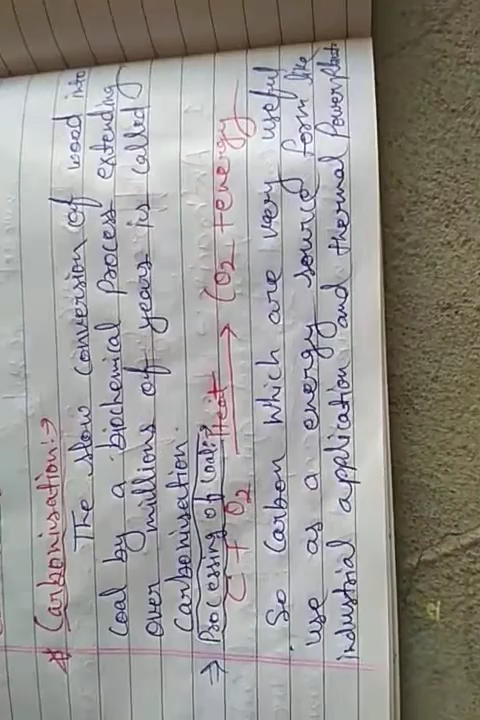 * Carbonisation :→
The slow conversion of wood into
coal by a biochemical process extending
over millions of years is called
carbonisation.
⇒ Processing of coal:→
C + O2 —Heat→ CO2 + energy
So carbon which are very useful
use as a energy source form like
industrial application and thermal Powerplant